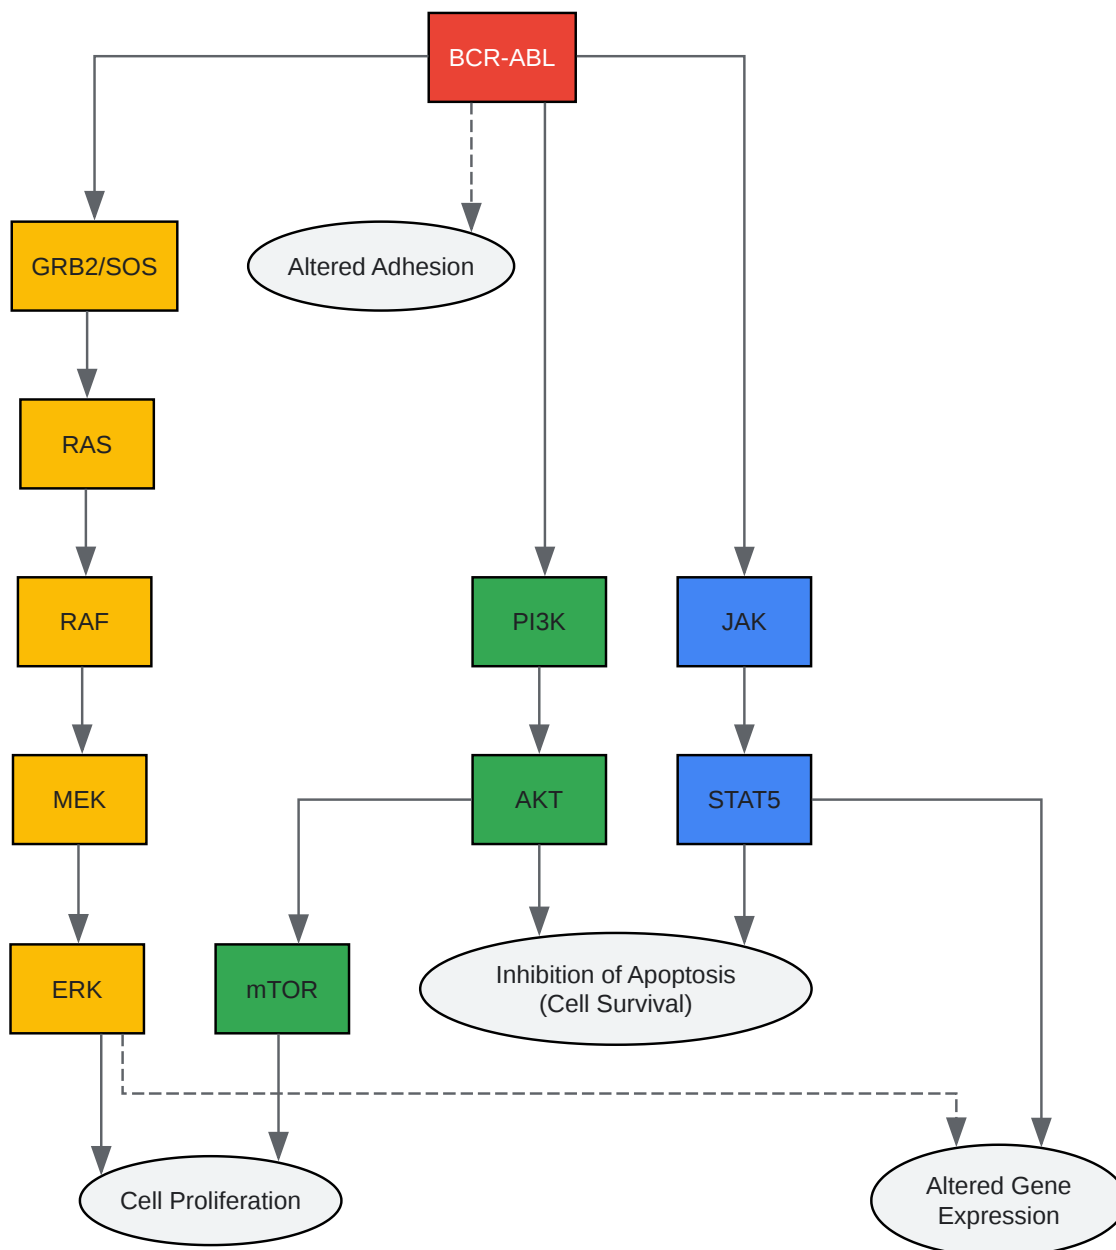 BCR-ABL
GRB2/SOS
Altered Adhesion
RAS
RAF
PI3K
JAK
MEK
AKT
STAT5
ERK
mTOR
Inhibition of Apoptosis
(Cell Survival)
Cell Proliferation
Altered Gene
Expression